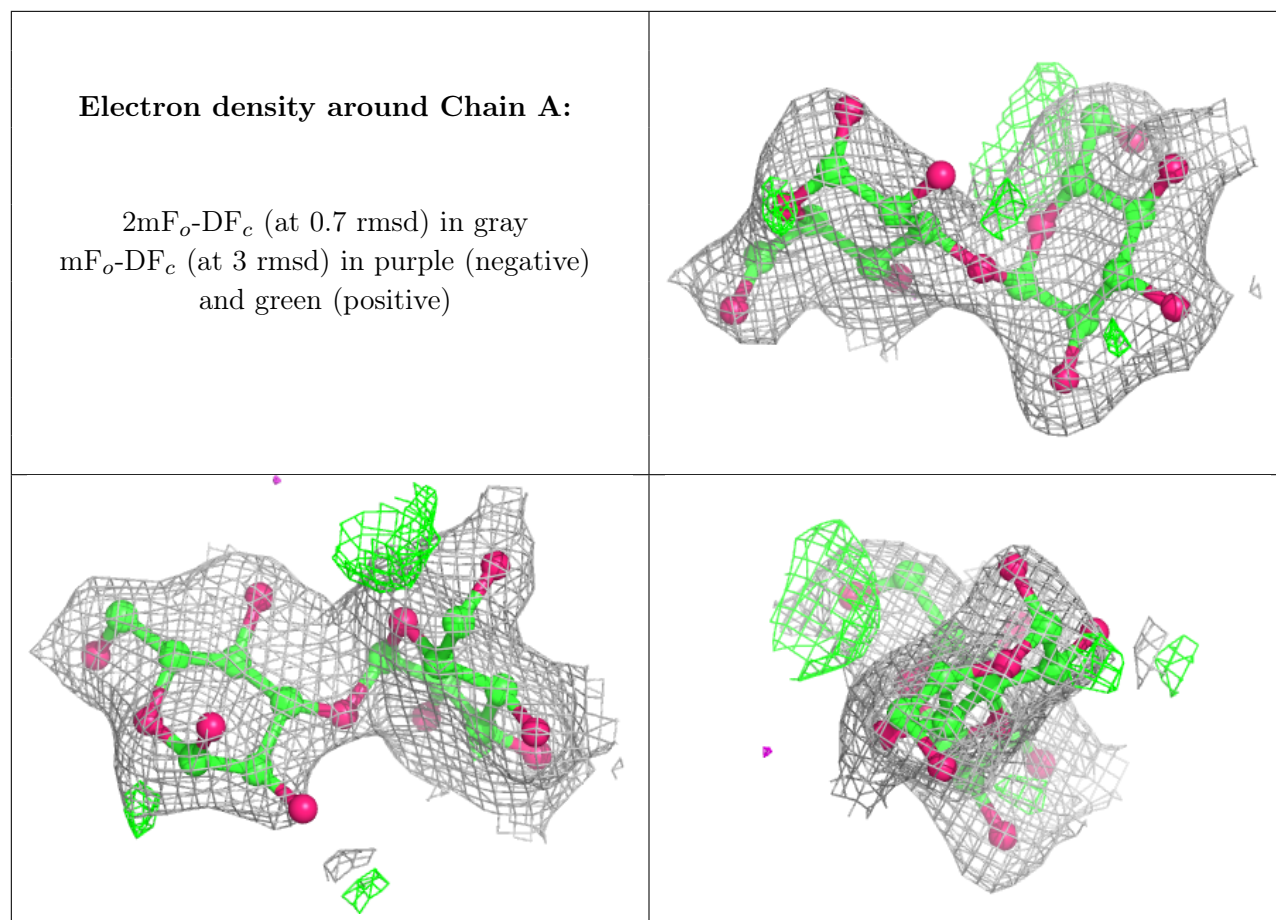 Electron density around Chain A:
2mFo-DFc (at 0.7 rmsd) in gray
mFo-DFc (at 3 rmsd) in purple (negative)
and green (positive)